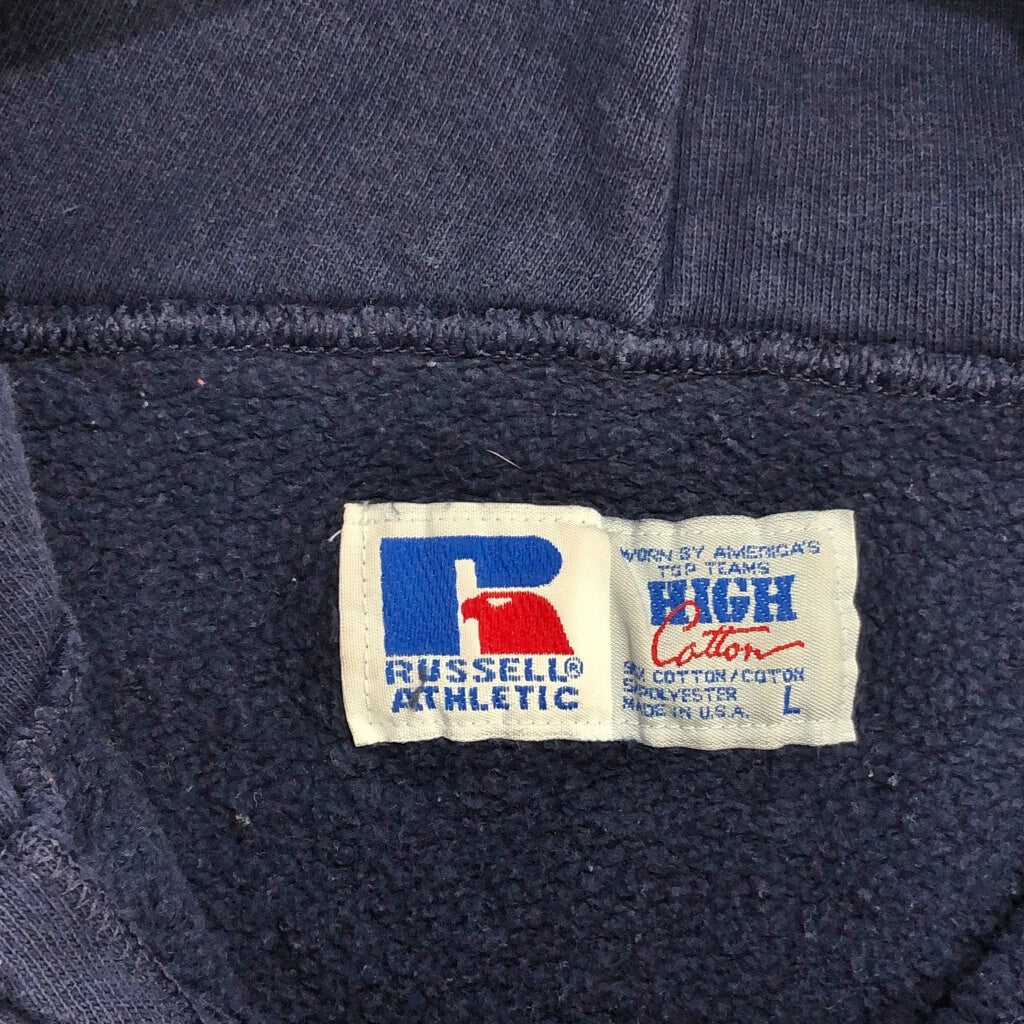 RUSSELL®
ATHLETIC
WORN BY AMERICA'S
TOP TEAMS
HIGH
Cotton
COTTON/COTON
POLYESTER
MADE IN U.S.A.
L